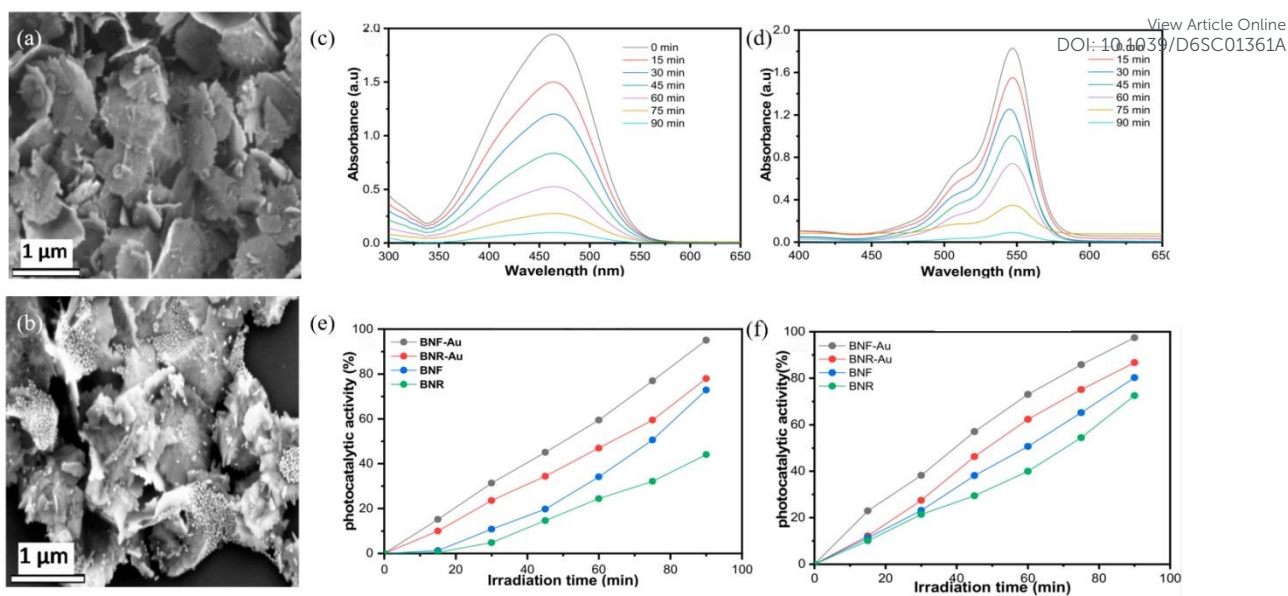 View Article Online
DOI: 10.1039/D6SC01361A
(a)
1 µm
(c)
2.0
1.5
1.0
0.5
0.0
Absorbance (a.u)
0 min
15 min
30 min
45 min
60 min
75 min
90 min
300 350 400 450 500 550 600 650
Wavelength (nm)
(d)
2.0
1.6
1.2
0.8
0.4
0.0
Absorbance (a.u)
0 min
15 min
30 min
45 min
60 min
75 min
90 min
400 450 500 550 600 650
Wavelength (nm)
(b)
1 µm
(e)
100
80
60
40
20
0
photocatalytic activity (%)
BNF-Au
BNR-Au
BNF
BNR
0 20 40 60 80 100
Irradiation time (min)
(f)
100
80
60
40
20
0
photocatalytic activity(%)
BNF-Au
BNR-Au
BNF
BNR
0 20 40 60 80 100
Irradiation time (min)